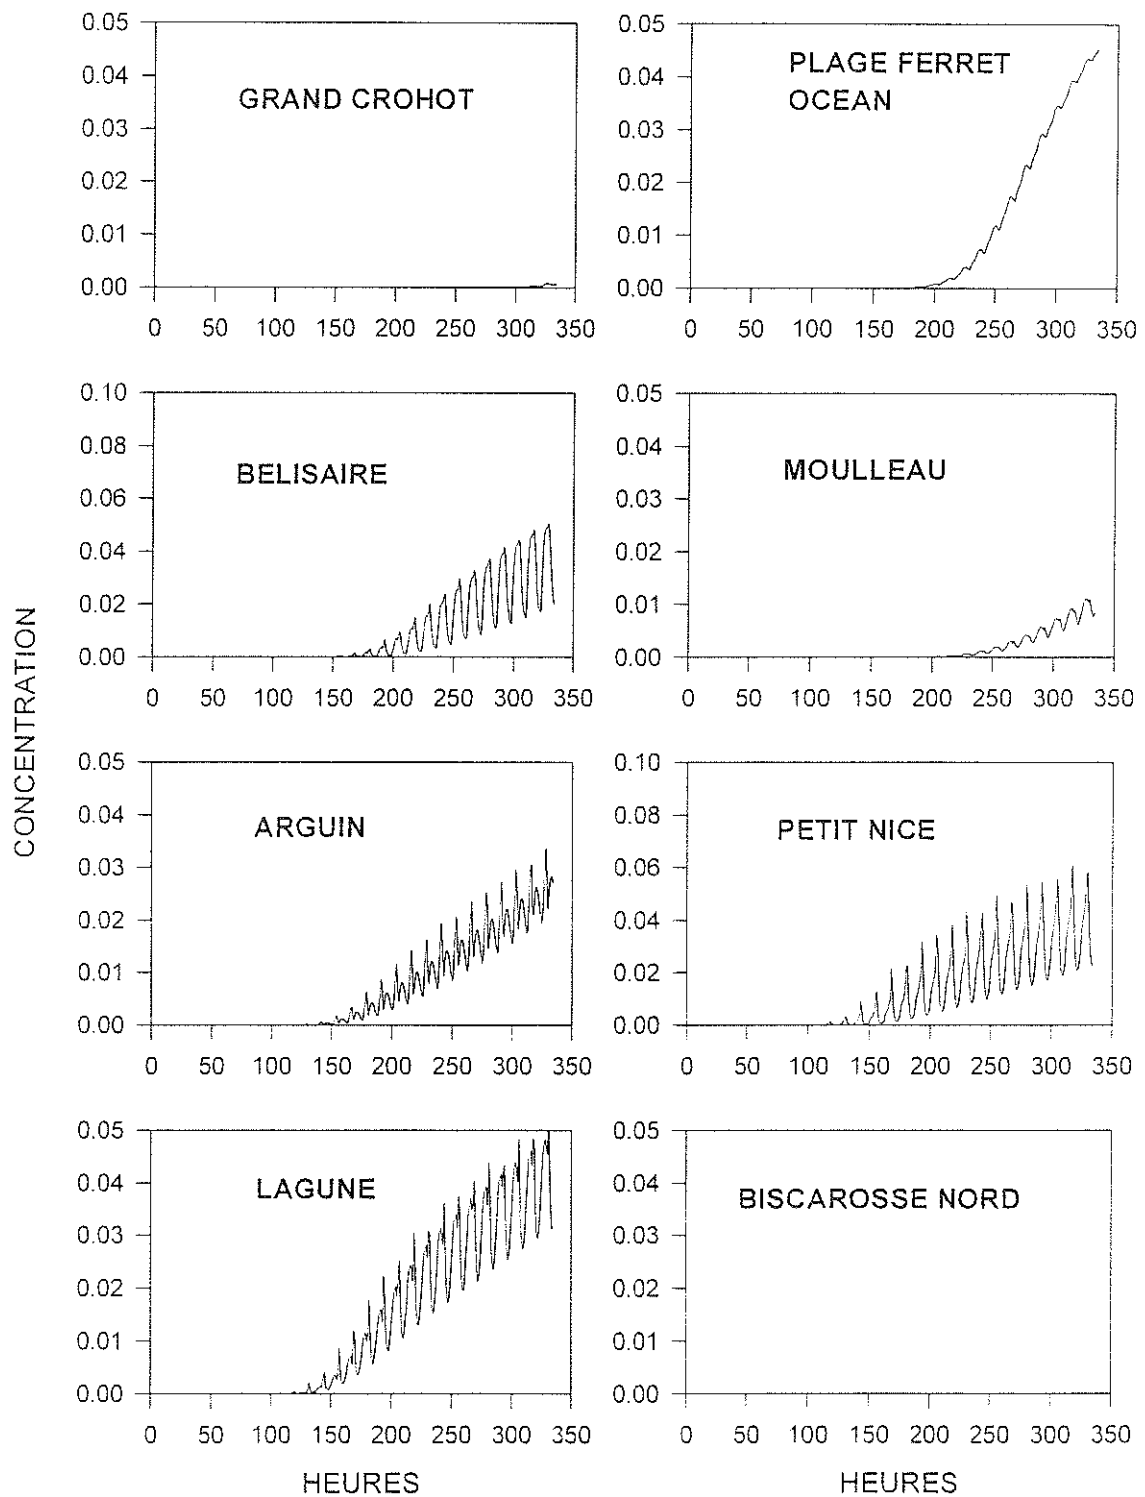 GRAND CROHOT
0.05
0.04
0.03
0.02
0.01
0.00
0 50 100 150 200 250 300 350
PLAGE FERRET
OCEAN
0.05
0.04
0.03
0.02
0.01
0.00
0 50 100 150 200 250 300 350
BELISAIRE
0.10
0.08
0.06
0.04
0.02
0.00
0 50 100 150 200 250 300 350
MOULLEAU
0.05
0.04
0.03
0.02
0.01
0.00
0 50 100 150 200 250 300 350
CONCENTRATION
ARGUIN
0.05
0.04
0.03
0.02
0.01
0.00
0 50 100 150 200 250 300 350
PETIT NICE
0.10
0.08
0.06
0.04
0.02
0.00
0 50 100 150 200 250 300 350
LAGUNE
0.05
0.04
0.03
0.02
0.01
0.00
0 50 100 150 200 250 300 350
HEURES
BISCAROSSE NORD
0.05
0.04
0.03
0.02
0.01
0.00
0 50 100 150 200 250 300 350
HEURES